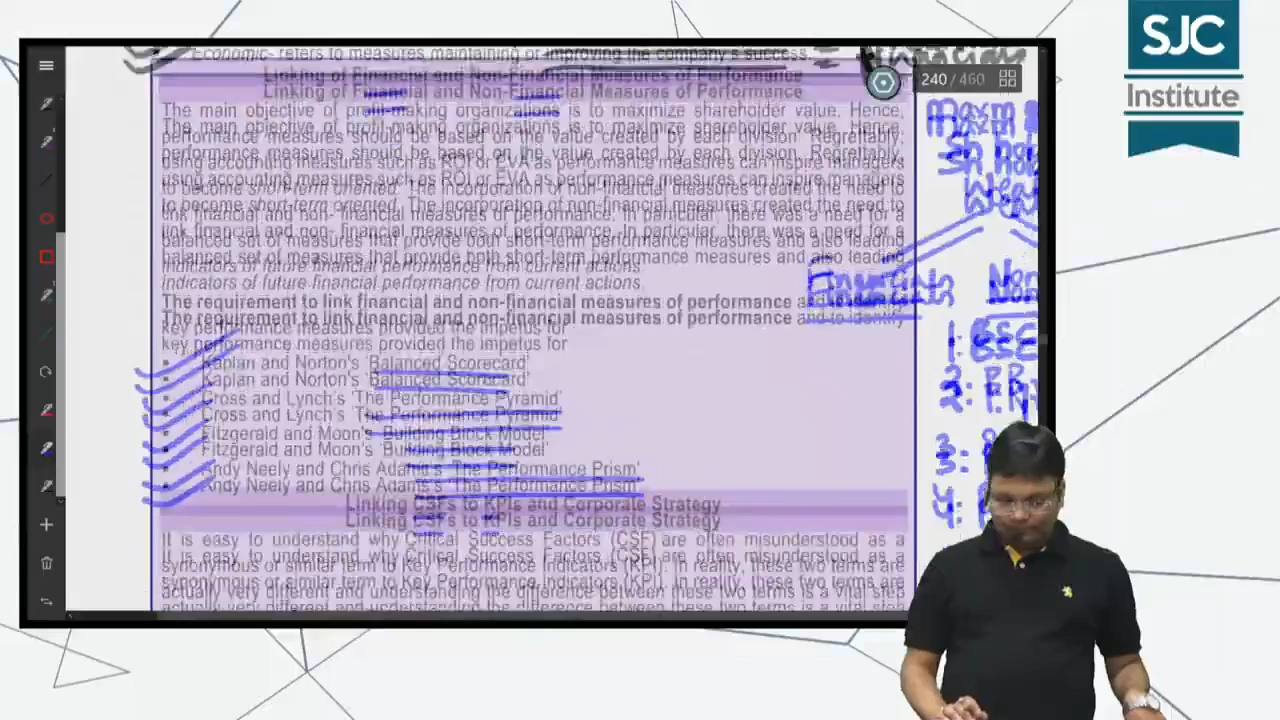 SJC
Institute
Economic- refers to measures maintaining or improving the company's success.
240 / 460
Linking of Financial and Non-Financial Measures of Performance
The main objective of profit-making organizations is to maximize shareholder value. Hence,
performance measures should be based on the value created by each division. Regrettably,
using accounting measures such as ROI or EVA as performance measures can inspire managers
to become short-term oriented. The incorporation of non-financial measures created the need to
link financial and non- financial measures of performance. In particular, there was a need for a
balanced set of measures that provide both short-term performance measures and also leading
indicators of future financial performance from current actions.
The requirement to link financial and non-financial measures of performance and to identify
key performance measures provided the impetus for
Kaplan and Norton's 'Balanced Scorecard'
Cross and Lynch's 'The Performance Pyramid'
Fitzgerald and Moon's 'Building Block Model'
Andy Neely and Chris Adams's 'The Performance Prism'
Linking CSFs to KPIs and Corporate Strategy
It is easy to understand why Critical Success Factors (CSF) are often misunderstood as a
synonymous or similar term to Key Performance Indicators (KPI). In reality, these two terms are
actually very different and understanding the difference between these two terms is a vital step
1:
2:
3:
4: